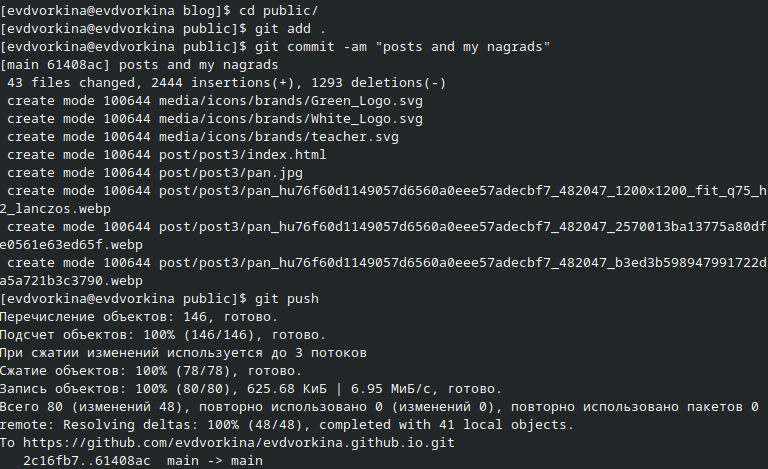 [evdvorkina@evdvorkina blog]$ cd public/
[evdvorkina@evdvorkina public]$ git add .
[evdvorkina@evdvorkina public]$ git commit -am "posts and my nagrads"
[main 61408ac] posts and my nagrads
 43 files changed, 2444 insertions(+), 1293 deletions(-)
 create mode 100644 media/icons/brands/Green_Logo.svg
 create mode 100644 media/icons/brands/White_Logo.svg
 create mode 100644 media/icons/brands/teacher.svg
 create mode 100644 post/post3/index.html
 create mode 100644 post/post3/pan.jpg
 create mode 100644 post/post3/pan_hu76f60d1149057d6560a0eee57adecbf7_482047_1200x1200_fit_q75_h
2_lanczos.webp
 create mode 100644 post/post3/pan_hu76f60d1149057d6560a0eee57adecbf7_482047_2570013ba13775a80df
e0561e63ed65f.webp
 create mode 100644 post/post3/pan_hu76f60d1149057d6560a0eee57adecbf7_482047_b3ed3b598947991722d
a5a721b3c3790.webp
[evdvorkina@evdvorkina public]$ git push
Перечисление объектов: 146, готово.
Подсчет объектов: 100% (146/146), готово.
При сжатии изменений используется до 3 потоков
Сжатие объектов: 100% (78/78), готово.
Запись объектов: 100% (80/80), 625.68 КиБ | 6.95 МиБ/с, готово.
Всего 80 (изменений 48), повторно использовано 0 (изменений 0), повторно использовано пакетов 0
remote: Resolving deltas: 100% (48/48), completed with 41 local objects.
To https://github.com/evdvorkina/evdvorkina.github.io.git
   2c16fb7..61408ac  main -> main